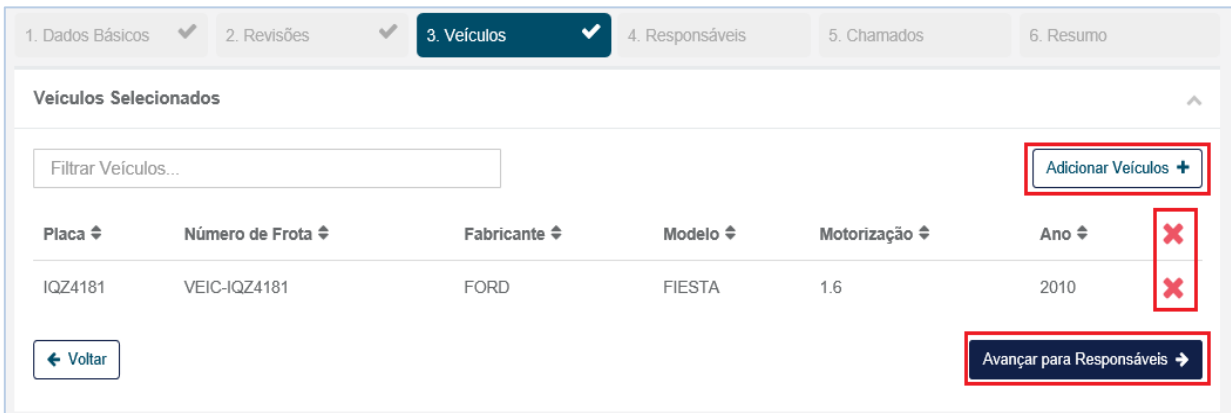 1. Dados Básicos 2. Revisões 3. Veículos 4. Responsáveis 5. Chamados 6. Resumo
Veículos Selecionados
Filtrar Veículos...
Adicionar Veículos +
Placa Número de Frota Fabricante Modelo Motorização Ano
IQZ4181 VEIC-IQZ4181 FORD FIESTA 1.6 2010
Voltar
Avançar para Responsáveis